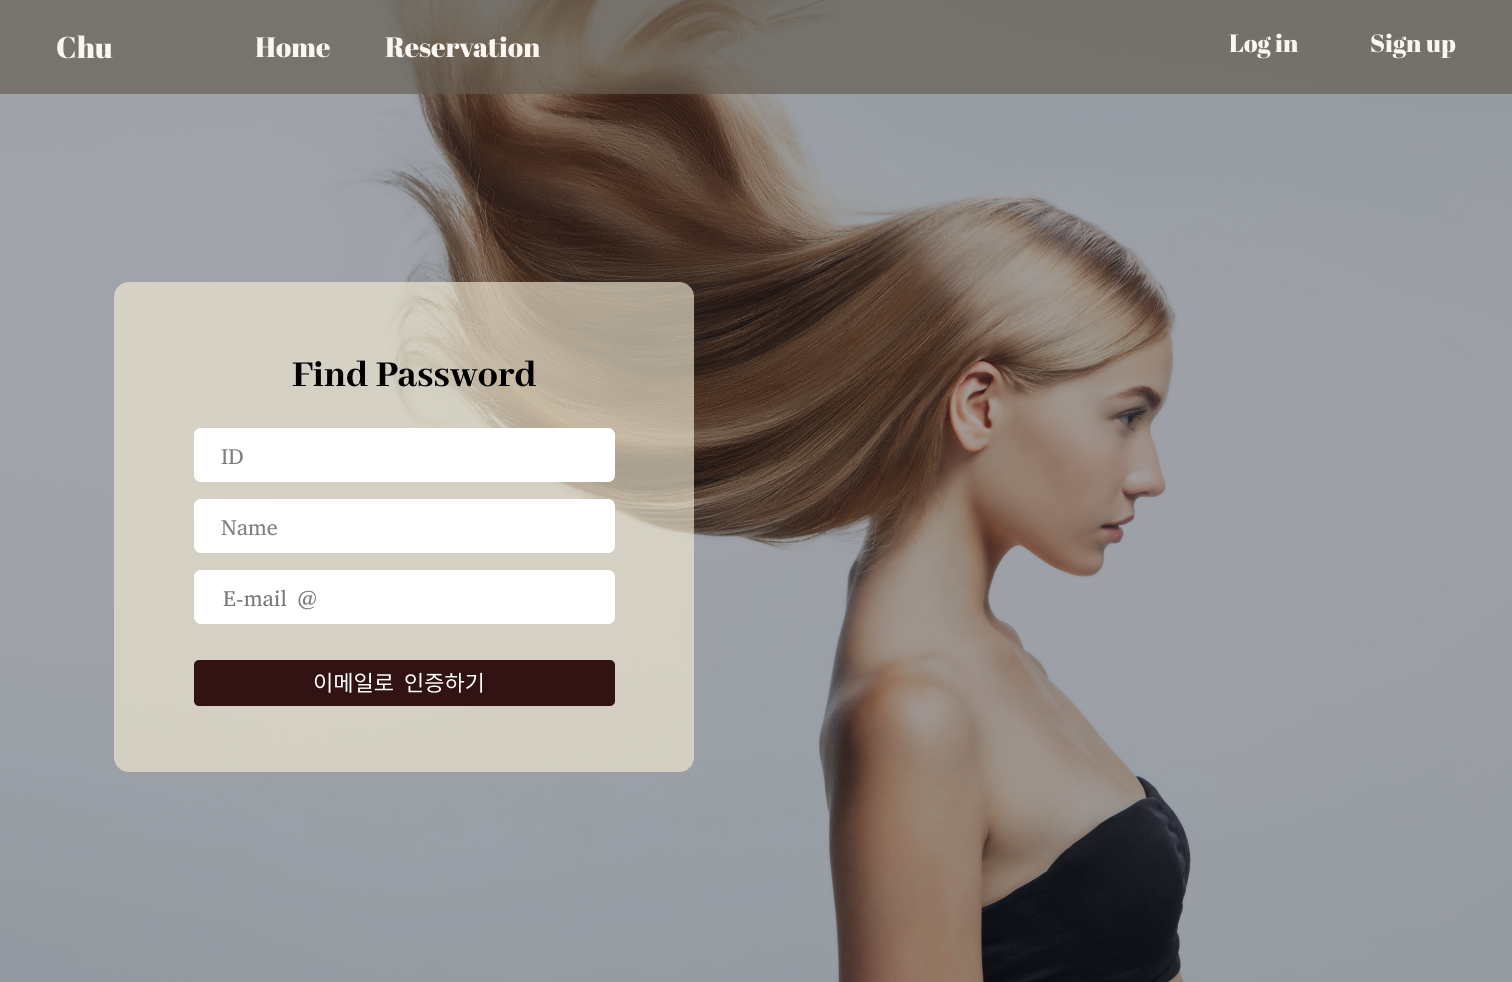 Chu Home Reservation Log in Sign up
Find Password
ID
Name
E-mail @
이메일로 인증하기